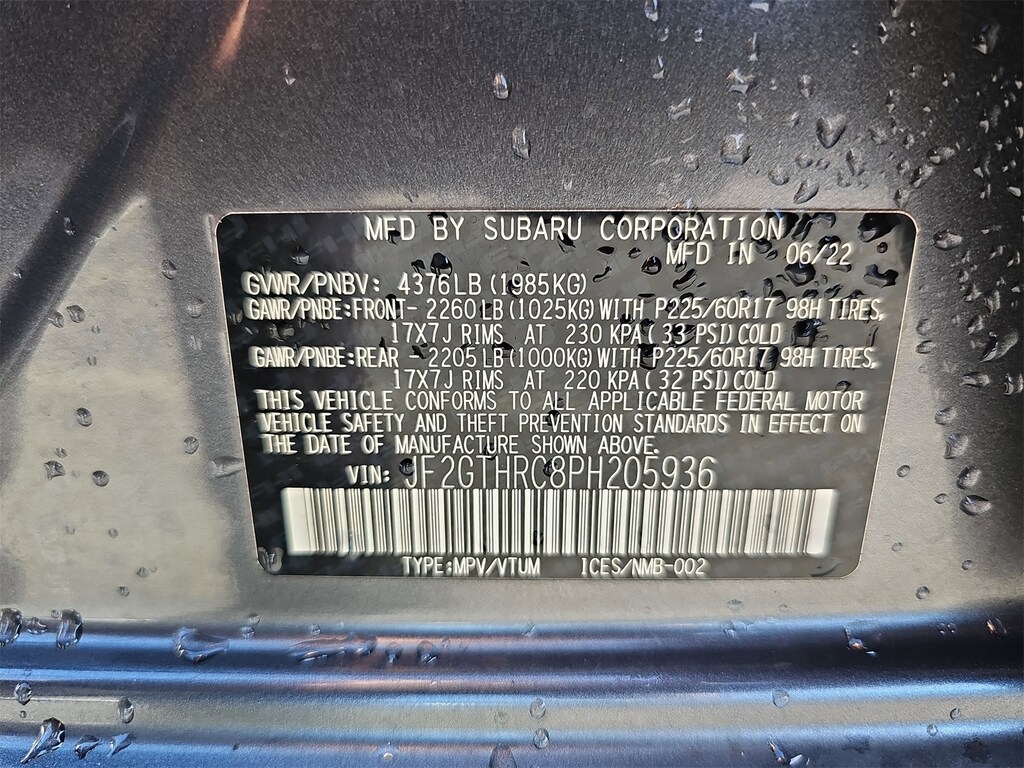 MFD BY SUBARU CORPORATION
MFD IN 06/22
GVWR/PNBV: 4376LB(1985KG)
GAWR/PNBE:FRONT-2260LB(1025KG)WITH P225/60R17 98H TIRES,
17X7J RIMS AT 230 KPA(33 PSI)COLD
GAWR/PNBE:REAR -2205LB(1000KG)WITH P225/60R17 98H TIRES,
17X7J RIMS AT 220 KPA(32 PSI)COLD
THIS VEHICLE CONFORMS TO ALL APPLICABLE FEDERAL MOTOR
VEHICLE SAFETY AND THEFT PREVENTION STANDARDS IN EFFECT ON
THE DATE OF MANUFACTURE SHOWN ABOVE.
VIN: JF2GTHRC8PH205936
TYPE:MPV/VTUM ICES/NMB-002